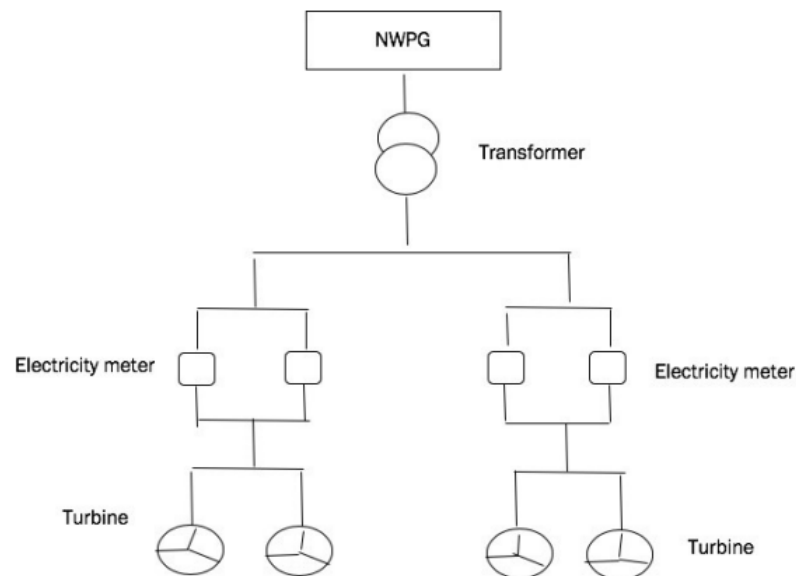 NWPG
Transformer
Electricity meter
Electricity meter
Turbine
Turbine